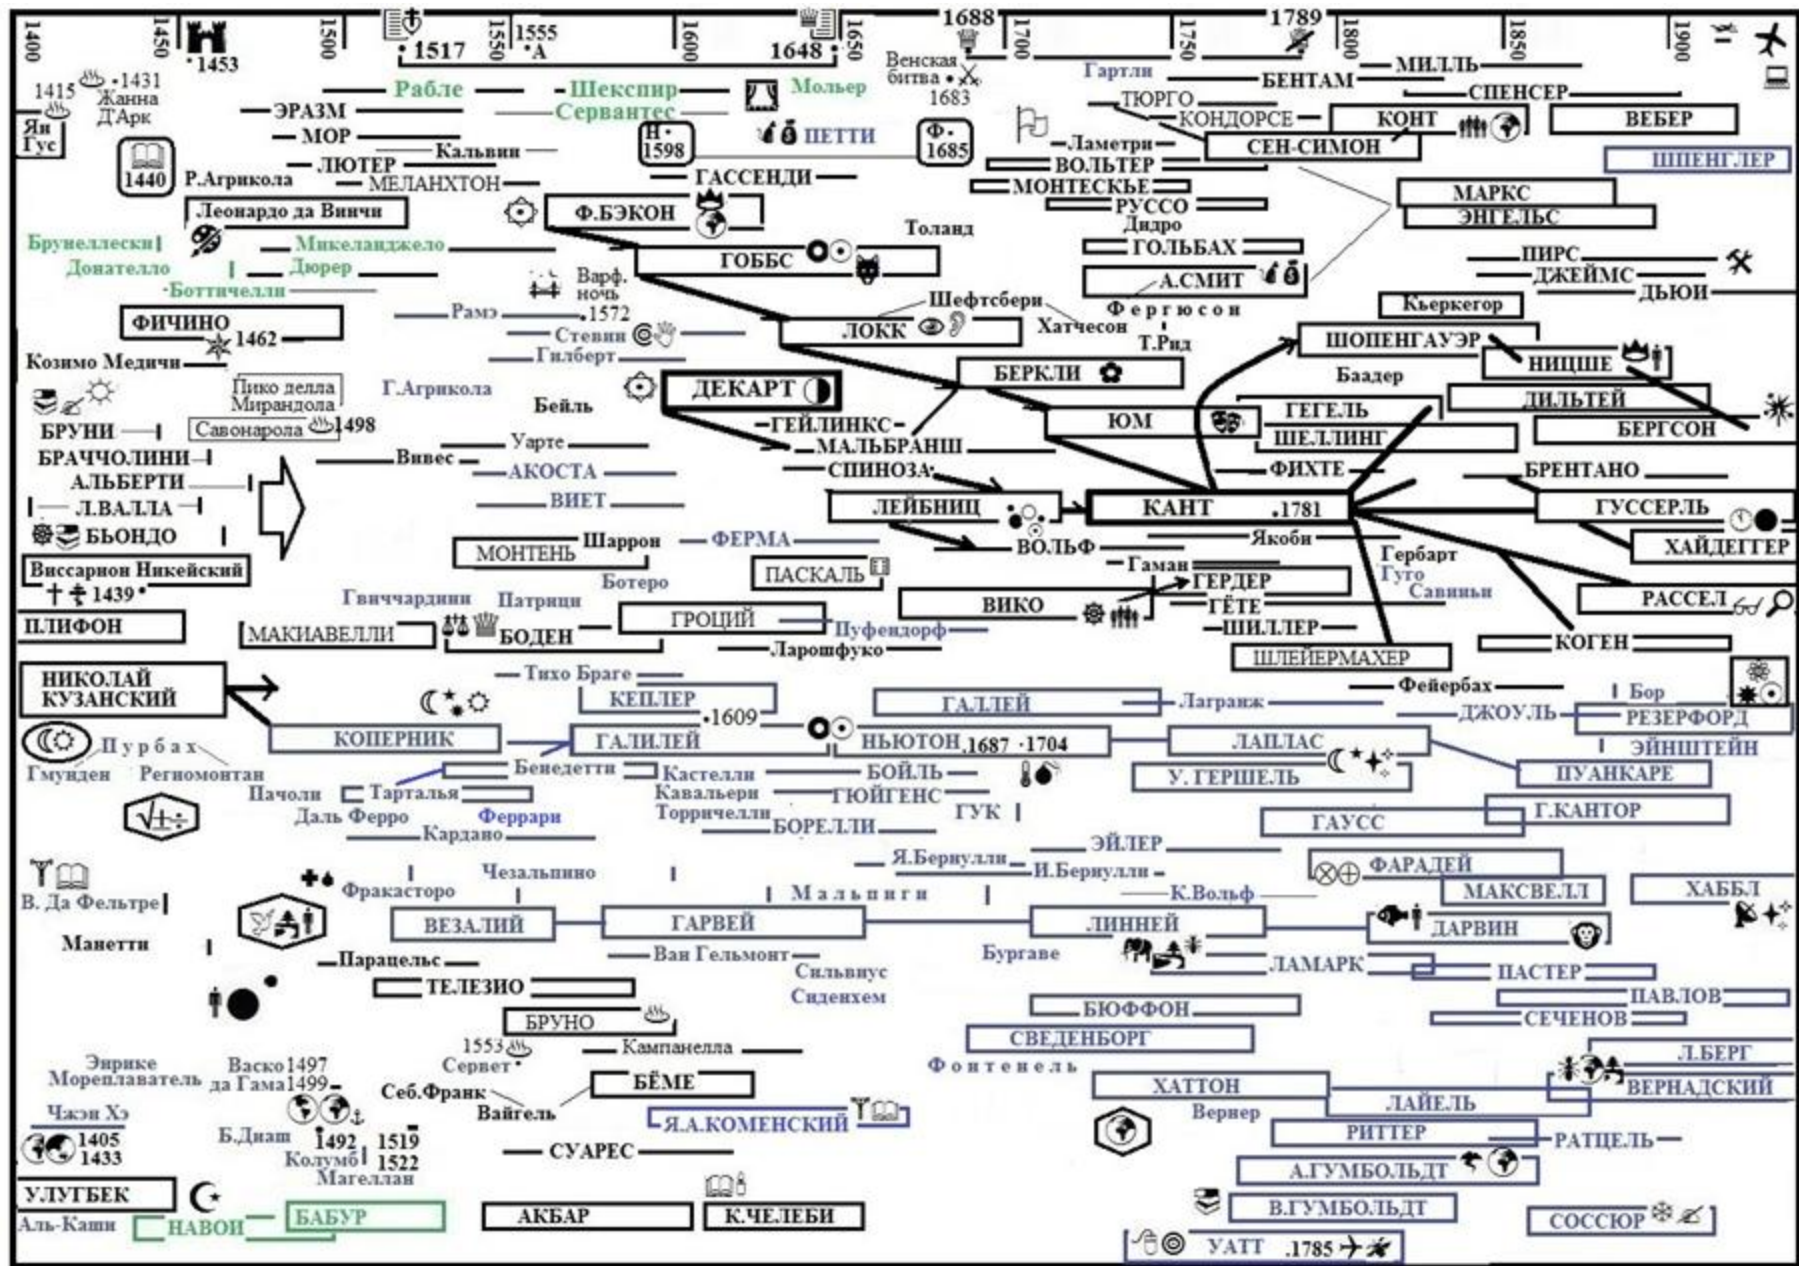 1400 1450 1500 1550 1600 1650 1700 1750 1800 1850 1900
1453 1517 1555 А 1648 1688 1789
1415 1431
Жанна
Д'Арк
Ян
Гус
1440
Рабле
Шекспир
Сервантес
Мольер
Венская
битва
1683
Гартли
БЕНТАМ
МИЛЛЬ
СПЕНСЕР
ЭРАЗМ
МОР
Кальвин
ЛЮТЕР
МЕЛАНХТОН
Р.Агрикола
Н
1598
ПЕТТИ
Ф
1685
ТЮРГО
КОНДОРСЕ
КОНТ
ВЕБЕР
Ламетри
СЕН-СИМОН
ВОЛЬТЕР
ШПЕНГЛЕР
ГАССЕНДИ
МОНТЕСКЬЕ
РУССО
Дидро
МАРКС
ЭНГЕЛЬС
Леонардо да Винчи
Ф.БЭКОН
Толанд
ГОЛЬБАХ
Брунеллески
Донателло
Микеланджело
Дюрер
Боттичелли
ГОББС
А.СМИТ
Фергюсон
ПИРС
ДЖЕЙМС
ДЬЮИ
Варф.
ночь
1572
Рамэ
Стевин
Гилберт
Шефтсбери
Хатчесон
ЛОКК
Т.Рид
Кьеркегор
ШОПЕНГАУЭР
НИЦШЕ
ФИЧИНО
1462
Козимо Медичи
Пико делла
Мирандола
Савонарола 1498
Г.Агрикола
Бейль
ДЕКАРТ
БЕРКЛИ
Баадер
ДИЛЬТЕЙ
БЕРГСОН
БРУНИ
БРАЧЧОЛИНИ
АЛЬБЕРТИ
Л.ВАЛЛА
БЬОНДО
Вивес
Уарте
АКОСТА
ВИЕТ
ГЕЙЛИНКС
МАЛЬБРАНШ
СПИНОЗА
ЮМ
ГЕГЕЛЬ
ШЕЛЛИНГ
ФИХТЕ
БРЕНТАНО
ЛЕЙБНИЦ
КАНТ .1781
ГУССЕРЛЬ
ВОЛЬФ
Якоби
ХАЙДЕГГЕР
Виссарион Никейский
1439
МОНТЕНЬ
Шаррон
ФЕРМА
ПАСКАЛЬ
Ботеро
Гаман
ГЕРДЕР
Гербарт
Гуго
Савиньи
ПЛИФОН
МАКИАВЕЛЛИ
Гвиччардини
Патрици
БОДЕН
ГРОЦИЙ
Пуфендорф
Ларошфуко
ВИКО
ГЁТЕ
ШИЛЛЕР
ШЛЕЙЕРМАХЕР
РАССЕЛ
КОГЕН
НИКОЛАЙ
КУЗАНСКИЙ
Тихо Браге
КЕПЛЕР
.1609
ГАЛЛЕЙ
Лагранж
Фейербах
Бор
ДЖОУЛЬ
РЕЗЕРФОРД
КОПЕРНИК
ГАЛИЛЕЙ
НЬЮТОН .1687 .1704
ЛАПЛАС
ЭЙНШТЕЙН
Пурбах
Гмунден
Региомонтан
Бенедетти
Кастелли
БОЙЛЬ
У. ГЕРШЕЛЬ
ПУАНКАРЕ
Пачоли
Тарталья
Кавальери
ГЮЙГЕНС
Г.КАНТОР
Даль Ферро
Феррари
Торричелли
ГУК
ГАУСС
Кардано
БОРЕЛЛИ
ЭЙЛЕР
В. Да Фельтре
Фракасторо
Чезальпино
Я.Бернулли
И.Бернулли
ФАРАДЕЙ
МАКСВЕЛЛ
ХАББЛ
Мальпиги
К.Вольф
ВЕЗАЛИЙ
ГАРВЕЙ
ЛИННЕЙ
ДАРВИН
Манетти
Парацельс
Ван Гельмонт
Бургаве
ЛАМАРК
ПАСТЕР
Сильвиус
Сиденхем
ТЕЛЕЗИО
ПАВЛОВ
БРУНО
БЮФФОН
СЕЧЕНОВ
СВЕДЕНБОРГ
1553
Сервет
Кампанелла
Фонтенель
Л.БЕРГ
Энрике
Мореплаватель
Васко 1497
да Гама 1499
Себ.Франк
БЁМЕ
ХАТТОН
ВЕРНАДСКИЙ
Чжэн Хэ
Вайгель
Я.А.КОМЕНСКИЙ
Вернер
ЛАЙЕЛЬ
1405
1433
Б.Диаш
1492
Колумб
1519
1522
Магеллан
СУАРЕС
РИТТЕР
РАТЦЕЛЬ
А.ГУМБОЛЬДТ
УЛУГБЕК
Аль-Каши
НАВОИ
БАБУР
АКБАР
К.ЧЕЛЕБИ
В.ГУМБОЛЬДТ
СОССЮР
УАТТ .1785